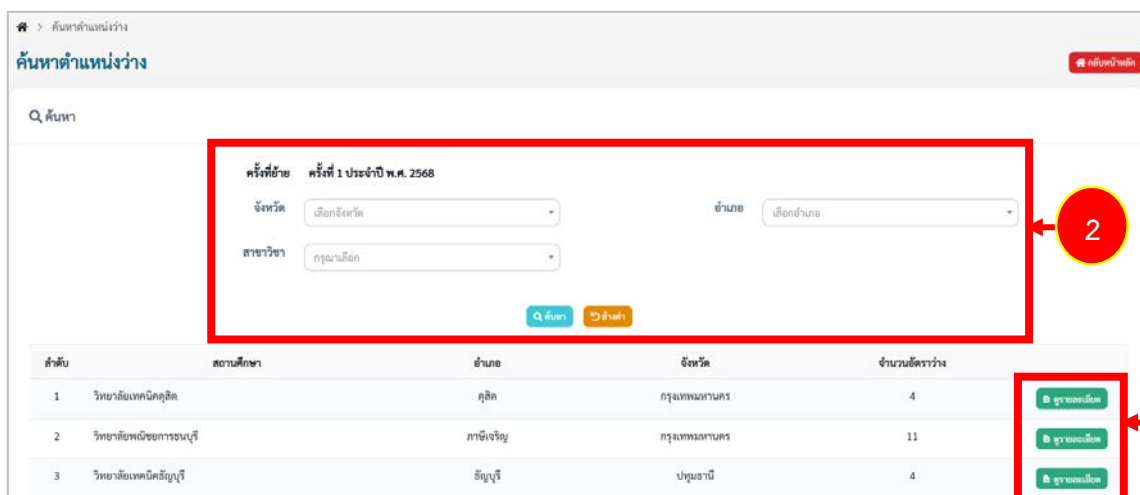 > ค้นหาตำแหน่งว่าง
ค้นหาตำแหน่งว่าง
กลับหน้าหลัก
ค้นหา
ครั้งที่ย้าย ครั้งที่ 1 ประจำปี พ.ศ. 2568
จังหวัด เลือกจังหวัด อำเภอ เลือกอำเภอ
2
สาขาวิชา กรุณาเลือก
ค้นหา ล้างค่า
ลำดับ สถานศึกษา อำเภอ จังหวัด จำนวนอัตราว่าง
1 วิทยาลัยเทคนิคดุสิต ดุสิต กรุงเทพมหานคร 4 ดูรายละเอียด
2 วิทยาลัยพณิชยการธนบุรี ภาษีเจริญ กรุงเทพมหานคร 11 ดูรายละเอียด
3 วิทยาลัยเทคนิคธัญบุรี ธัญบุรี ปทุมธานี 4 ดูรายละเอียด